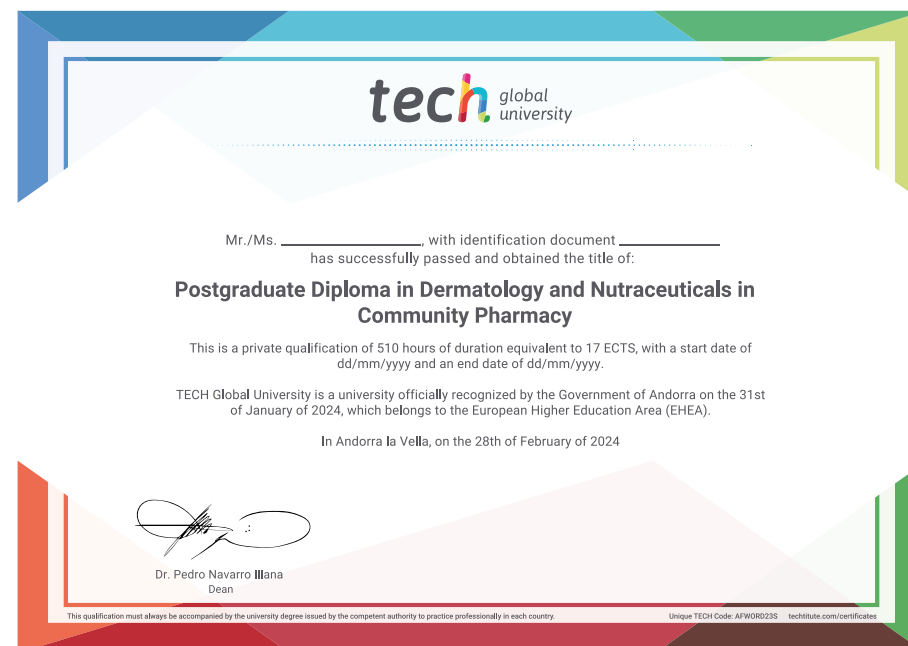 tech global university
Mr./Ms. ____________, with identification document ____________
has successfully passed and obtained the title of:
Postgraduate Diploma in Dermatology and Nutraceuticals in
Community Pharmacy
This is a private qualification of 510 hours of duration equivalent to 17 ECTS, with a start date of
dd/mm/yyyy and an end date of dd/mm/yyyy.
TECH Global University is a university officially recognized by the Government of Andorra on the 31st
of January of 2024, which belongs to the European Higher Education Area (EHEA).
In Andorra la Vella, on the 28th of February of 2024
Dr. Pedro Navarro Illana
Dean
This qualification must always be accompanied by the university degree issued by the competent authority to practice professionally in each country.
Unique TECH Code: AFWORD23S techtitute.com/certificates